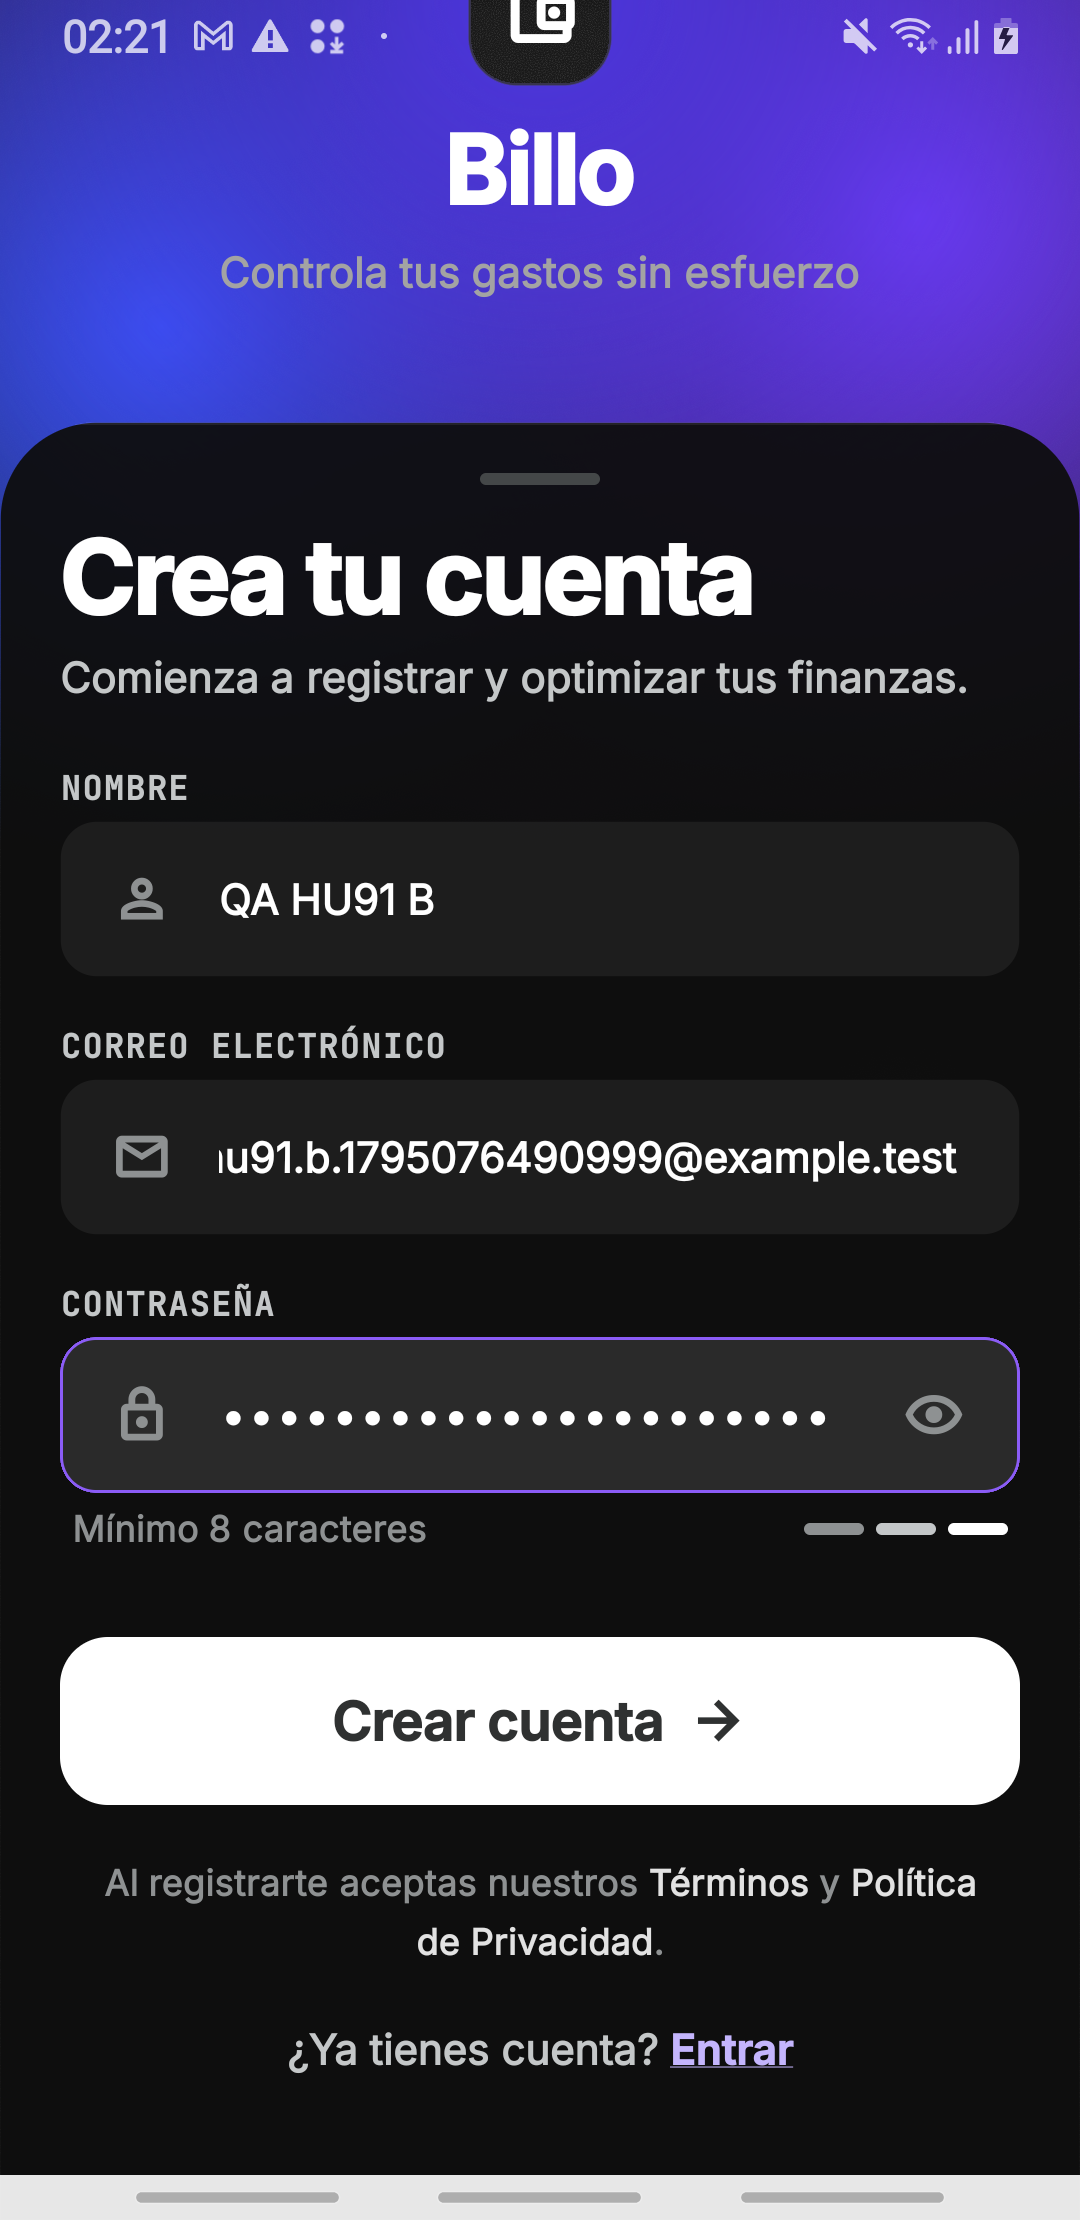 02:21
Billo
Controla tus gastos sin esfuerzo
Crea tu cuenta
Comienza a registrar y optimizar tus finanzas.
NOMBRE
QA HU91 B
CORREO ELECTRÓNICO
u91.b.1795076490999@example.test
CONTRASEÑA
Mínimo 8 caracteres
Crear cuenta →
Al registrarte aceptas nuestros Términos y Política
de Privacidad.
¿Ya tienes cuenta? Entrar